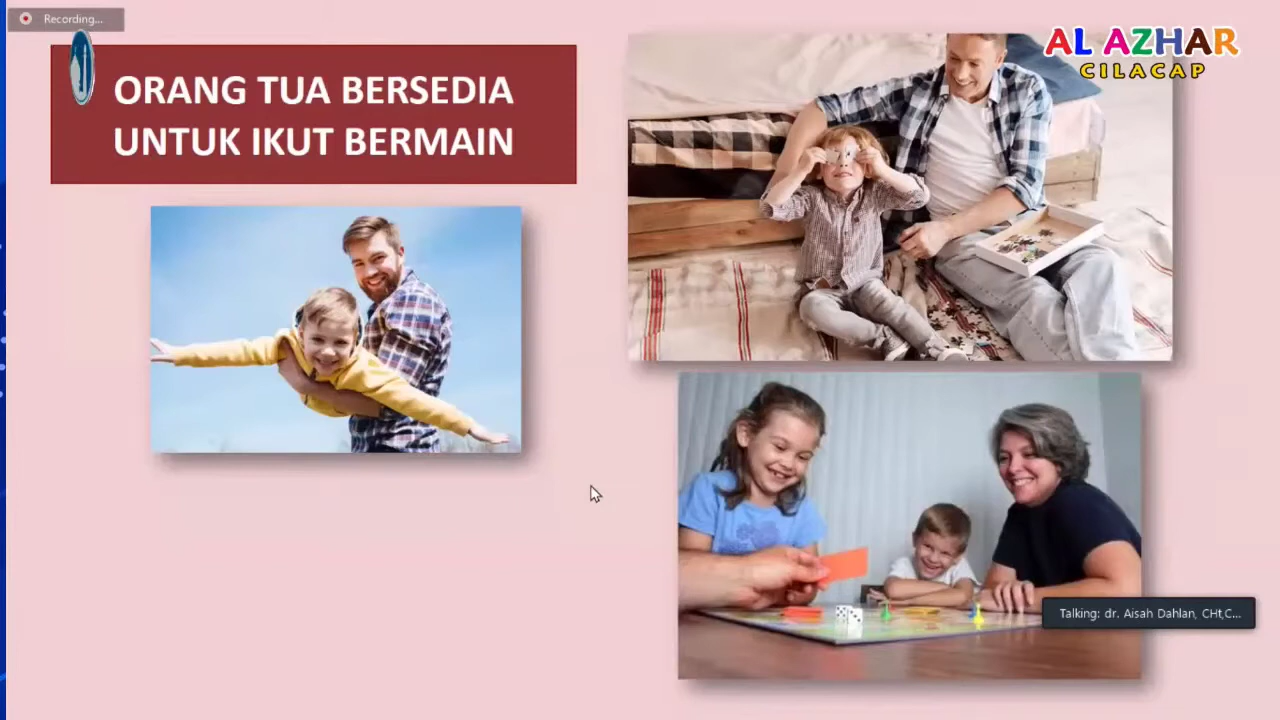 Recording...
ORANG TUA BERSEDIA
UNTUK IKUT BERMAIN
AL AZHAR
CILACAP
Talking: dr. Aisah Dahlan, CHt,C...